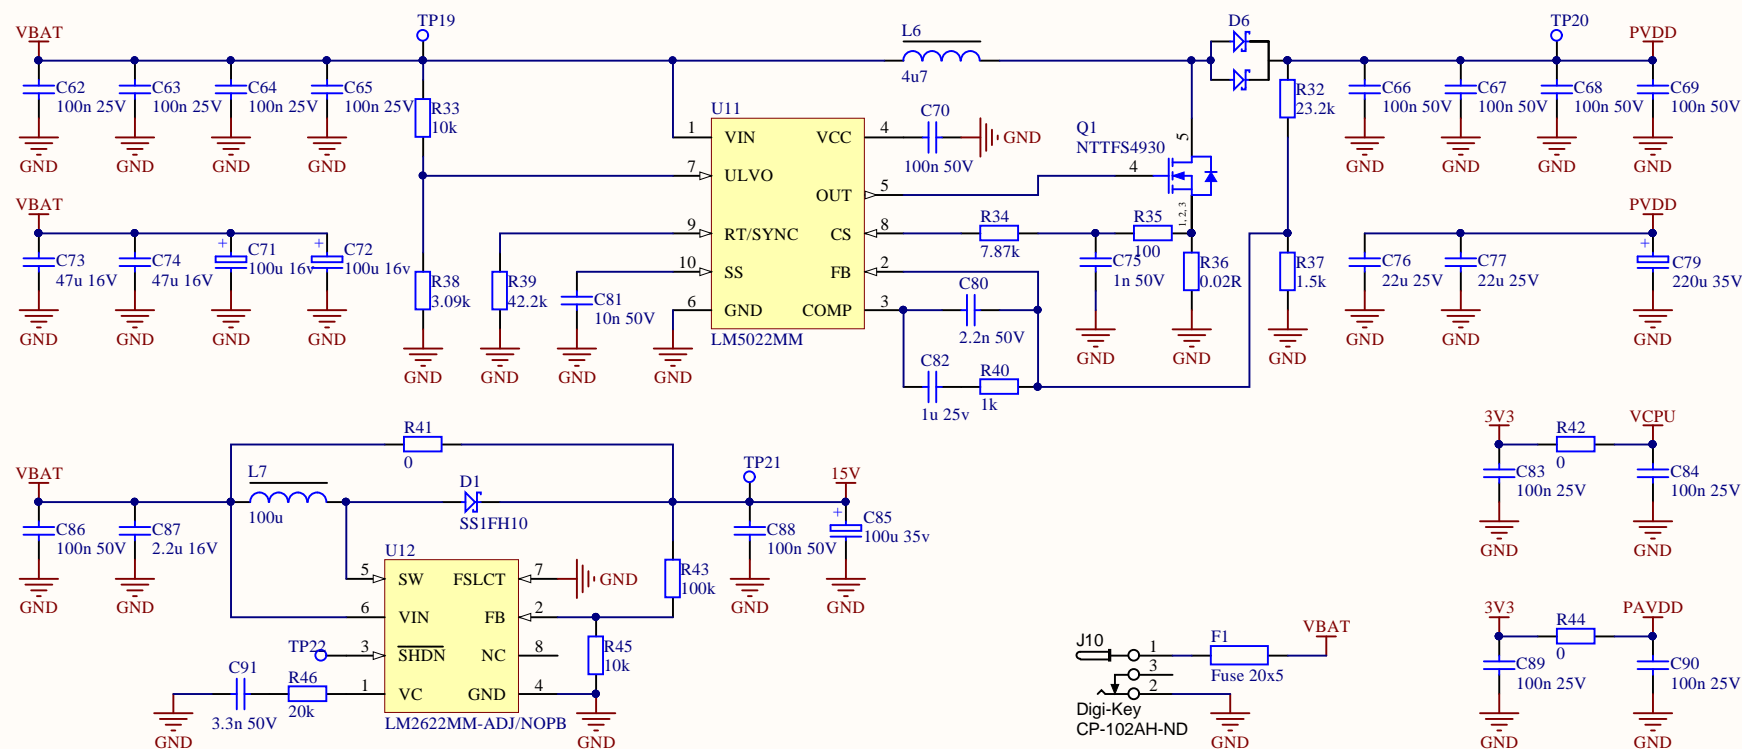 VBAT
TP19
L6
4u7
D6
TP20
PVDD
C62
100n 25V
GND
C63
100n 25V
GND
C64
100n 25V
GND
C65
100n 25V
GND
R33
10k
U11
1 VIN
7 ULVO
9 RT/SYNC
10 SS
6 GND
VCC 4
OUT 5
CS 8
FB 2
COMP 3
LM5022MM
C70
100n 50V
GND
Q1
NTTFS4930
5
4
1, 2, 3
R32
23.2k
C66
100n 50V
GND
C67
100n 50V
GND
C68
100n 50V
GND
C69
100n 50V
GND
VBAT
C73
47u 16V
GND
C74
47u 16V
GND
+
C71
100u 16v
GND
+
C72
100u 16v
GND
R38
3.09k
GND
R39
42.2k
GND
C81
10n 50V
GND
GND
R34
7.87k
R35
100
C75
1n 50V
GND
R36
0.02R
GND
R37
1.5k
GND
C80
2.2n 50V
C82
1u 25v
R40
1k
PVDD
C76
22u 25V
GND
C77
22u 25V
GND
+
C79
220u 35V
GND
VBAT
R41
0
L7
100u
D1
SS1FH10
TP21
15V
C86
100n 50V
GND
C87
2.2u 16V
GND
U12
5 SW
6 VIN
3 SHDN
1 VC
FSLCT 7
FB 2
NC 8
GND 4
LM2622MM-ADJ/NOPB
GND
TP22
C91
3.3n 50V
GND
R46
20k
R43
100k
R45
10k
GND
C88
100n 50V
GND
+
C85
100u 35v
GND
3V3
R42
0
VCPU
C83
100n 25V
GND
C84
100n 25V
GND
J10
1
3
2
Digi-Key
CP-102AH-ND
F1
Fuse 20x5
VBAT
GND
3V3
R44
0
PAVDD
C89
100n 25V
GND
C90
100n 25V
GND